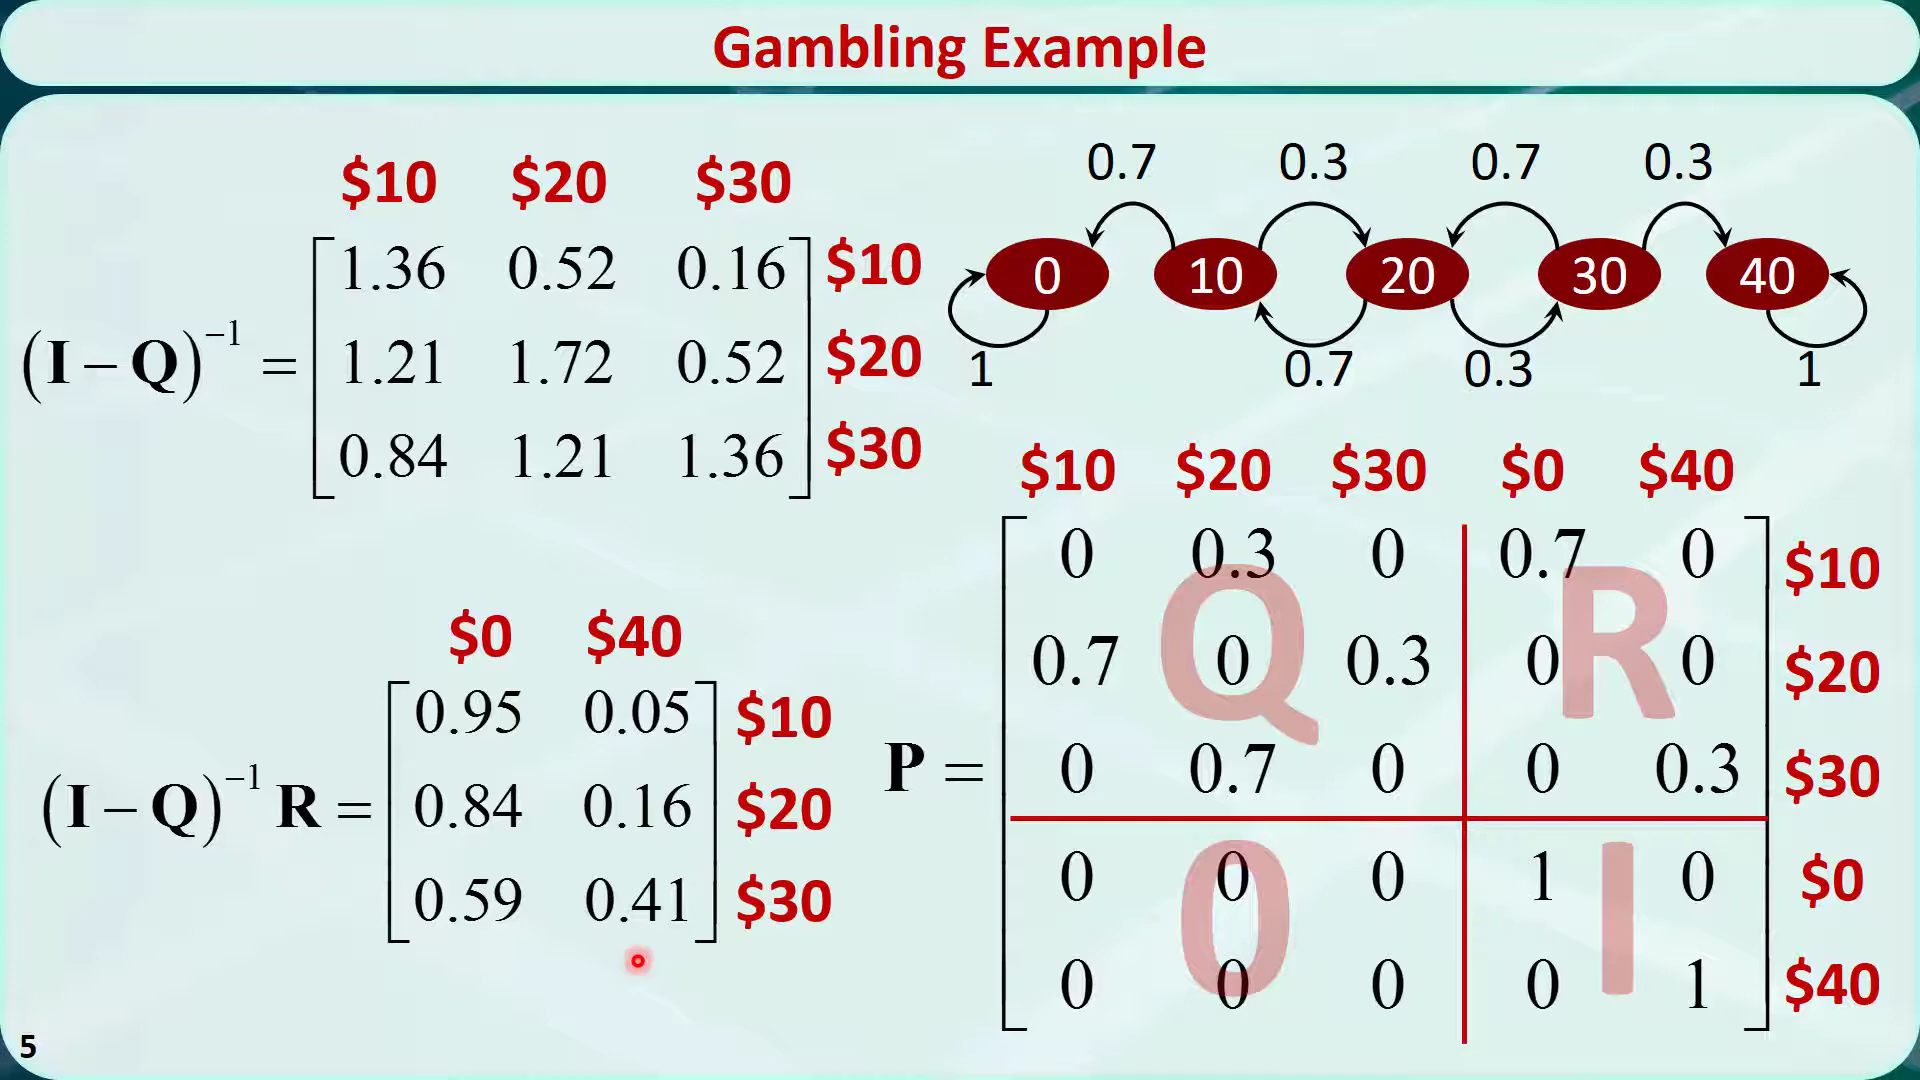 Gambling Example
$10 $20 $30
(I − Q)⁻¹ =
1.36 0.52 0.16 $10
1.21 1.72 0.52 $20
0.84 1.21 1.36 $30
0.7 0.3 0.7 0.3
0 10 20 30 40
1 0.7 0.3 1
$0 $40
(I − Q)⁻¹ R =
0.95 0.05 $10
0.84 0.16 $20
0.59 0.41 $30
$10 $20 $30 $0 $40
P =
0 0.3 0 0.7 0 $10
0.7 0 0.3 0 0 $20
0 0.7 0 0 0.3 $30
0 0 0 1 0 $0
0 0 0 0 1 $40
Q R
0 I
5